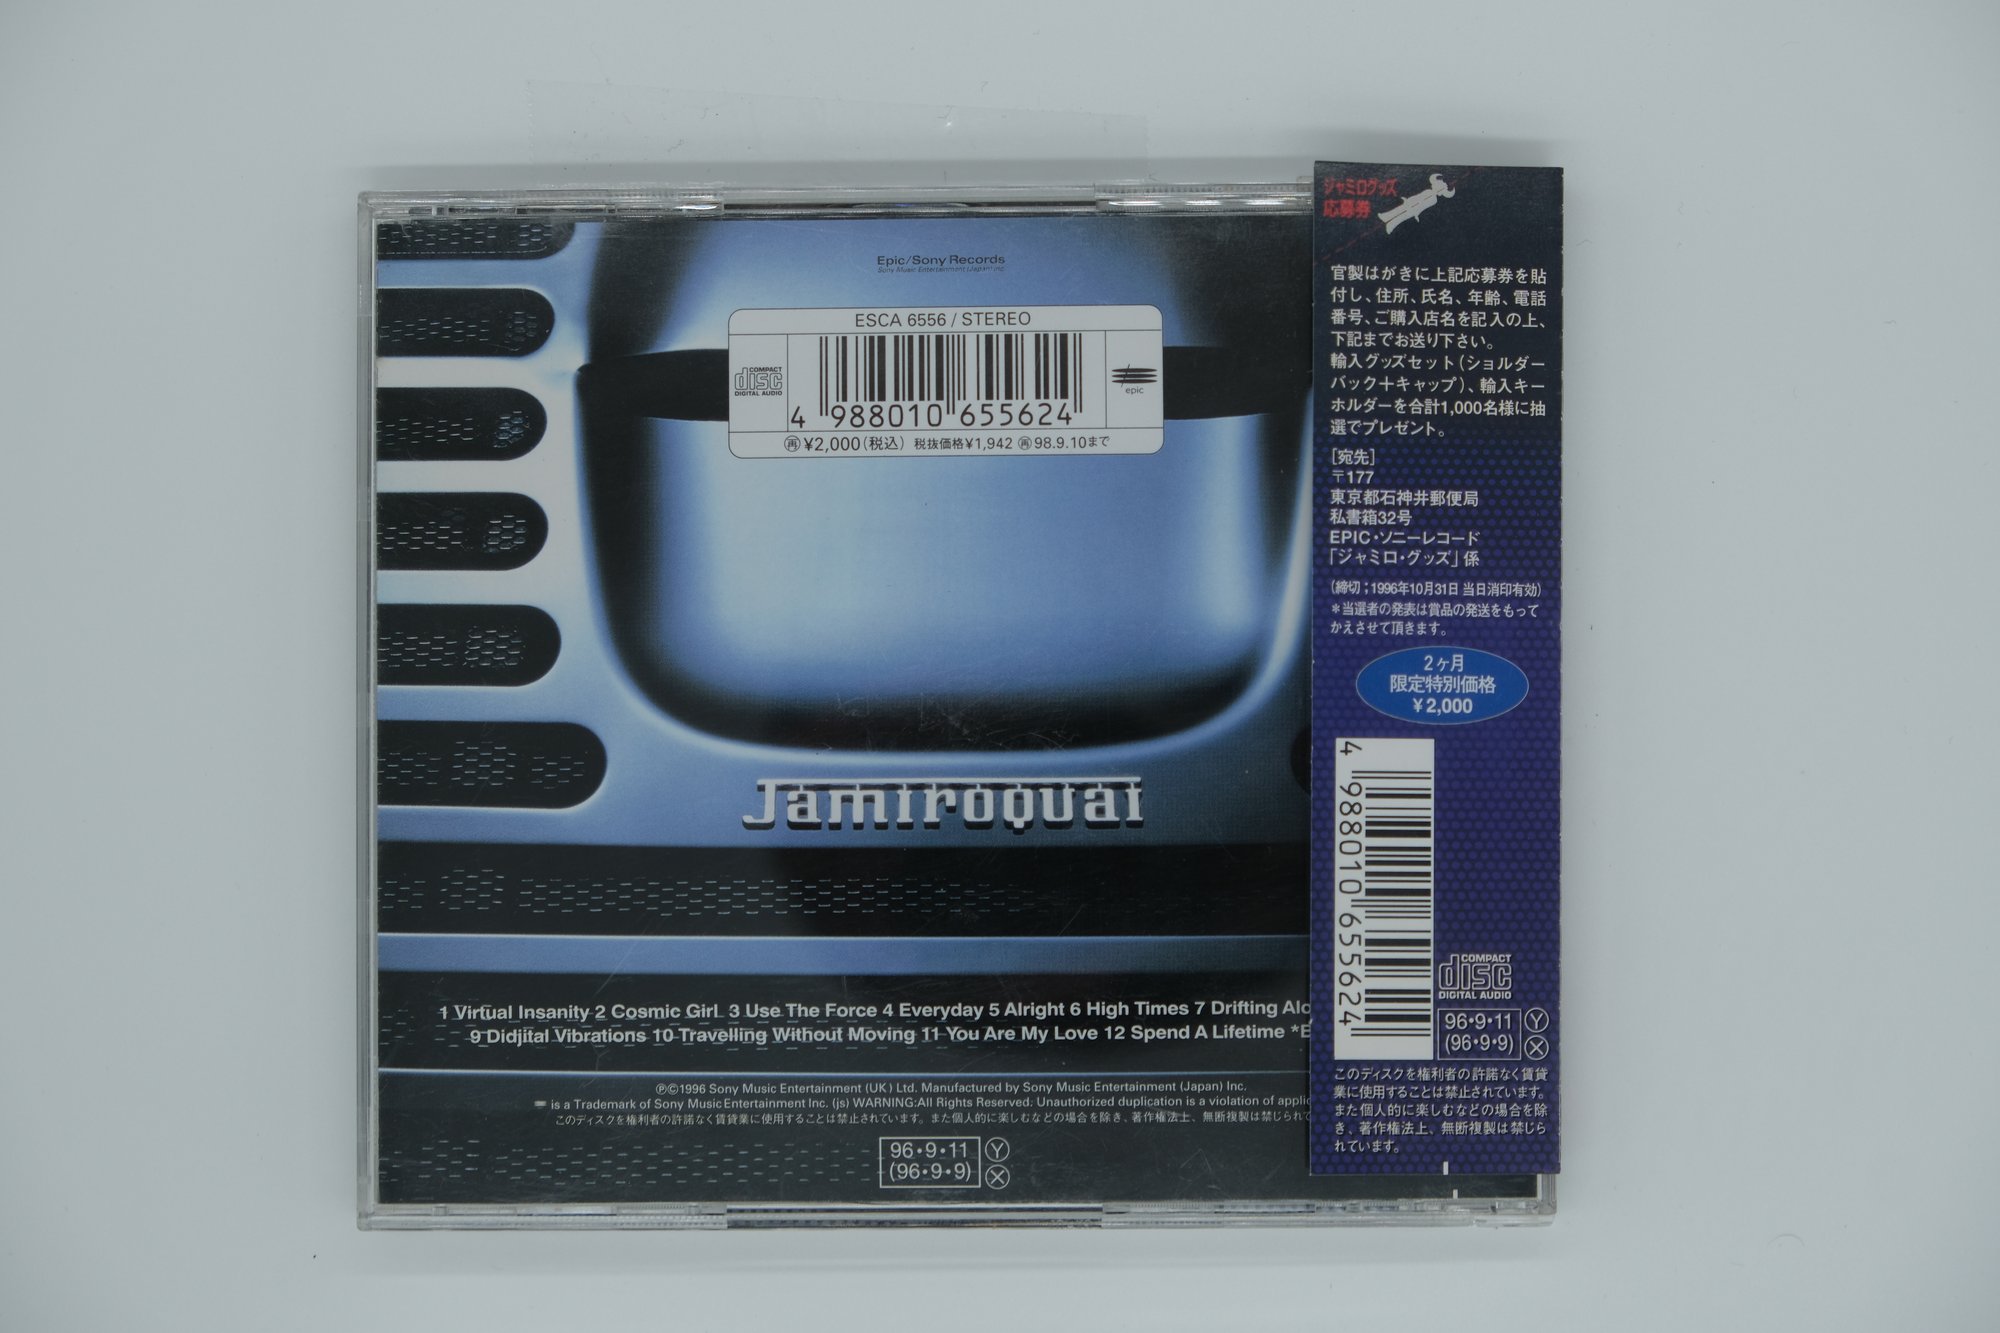 Epic/Sony Records
Sony Music Entertainment (Japan) Inc.
ESCA 6556 / STEREO
COMPACT
disc
DIGITAL AUDIO
epic
4 988010 655624
再 ¥2,000(税込) 税抜価格¥1,942 再98.9.10まで
Jamiroquai
1 Virtual Insanity 2 Cosmic Girl 3 Use The Force 4 Everyday 5 Alright 6 High Times 7 Drifting Alo
9 Didjital Vibrations 10 Travelling Without Moving 11 You Are My Love 12 Spend A Lifetime *B
℗©1996 Sony Music Entertainment (UK) Ltd. Manufactured by Sony Music Entertainment (Japan) Inc.
is a Trademark of Sony Music Entertainment Inc. (js) WARNING:All Rights Reserved. Unauthorized duplication is a violation of applic
このディスクを権利者の許諾なく賃貸業に使用することは禁止されています。また個人的に楽しむなどの場合を除き、著作権法上、無断複製は禁じられて
96・9・11 Y
(96・9・9) X
ジャミログッズ
応募券
官製はがきに上記応募券を貼
付し、住所、氏名、年齢、電話
番号、ご購入店名を記入の上、
下記までお送り下さい。
輸入グッズセット(ショルダー
バック+キャップ)、輸入キー
ホルダーを合計1,000名様に抽
選でプレゼント。
[宛先]
〒177
東京都石神井郵便局
私書箱32号
EPIC・ソニーレコード
「ジャミロ・グッズ」係
(締切;1996年10月31日 当日消印有効)
*当選者の発表は賞品の発送をもって
かえさせて頂きます。
2ヶ月
限定特別価格
¥2,000
4 988010 655624
COMPACT
disc
DIGITAL AUDIO
96・9・11 Y
(96・9・9) X
このディスクを権利者の許諾なく賃貸
業に使用することは禁止されています。
また個人的に楽しむなどの場合を除
き、著作権法上、無断複製は禁じら
れています。